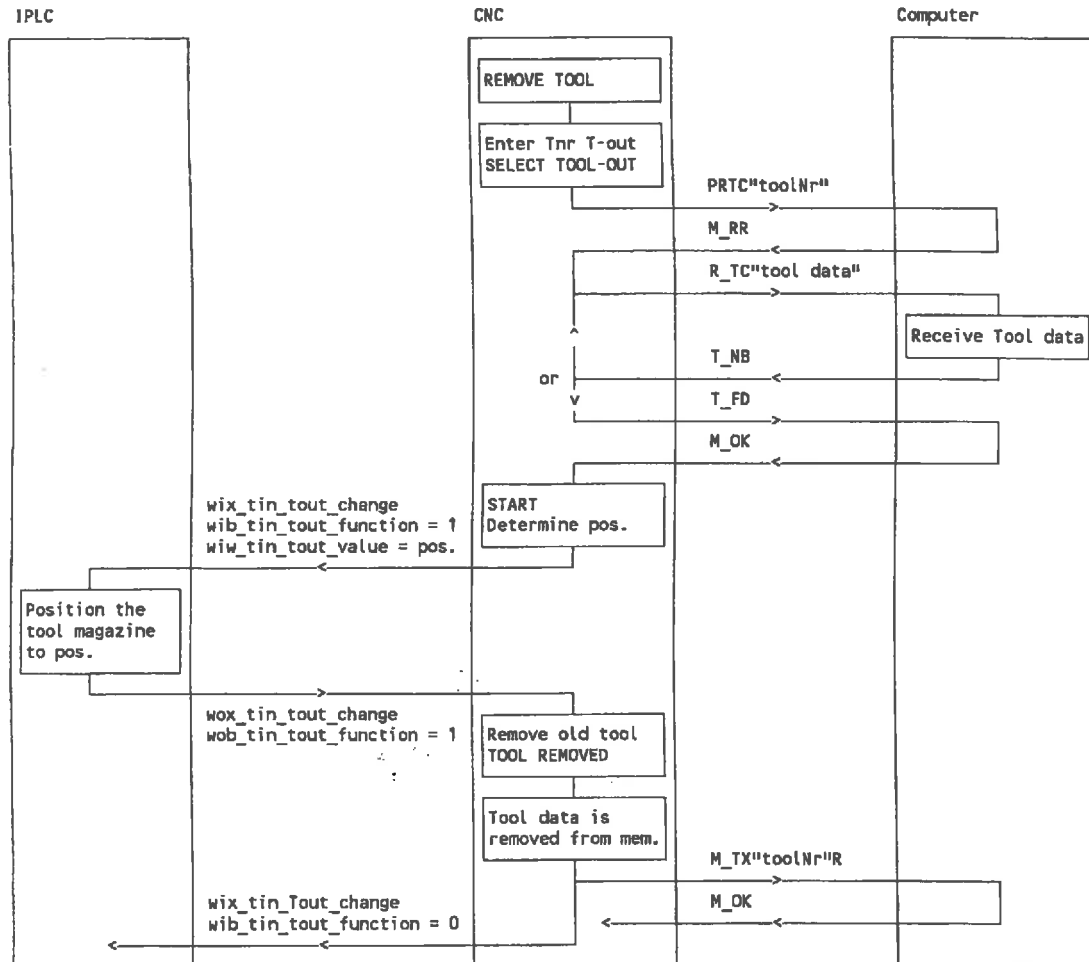 IPLC
CNC
Computer
REMOVE TOOL
Enter Tnr T-out
SELECT TOOL-OUT
PRTC"toolNr"
>
M_RR
<
R_TC"tool data"
>
Receive Tool data
^
T_NB
<
or
v
T_FD
>
M_OK
<
START
Determine pos.
wix_tin_tout_change
wib_tin_tout_function = 1
wiw_tin_tout_value = pos.
<
Position the
tool magazine
to pos.
>
wox_tin_tout_change
wob_tin_tout_function = 1
Remove old tool
TOOL REMOVED
Tool data is
removed from mem.
M_TX"toolNr"R
>
M_OK
<
<
wix_tin_Tout_change
wib_tin_tout_function = 0
<
<